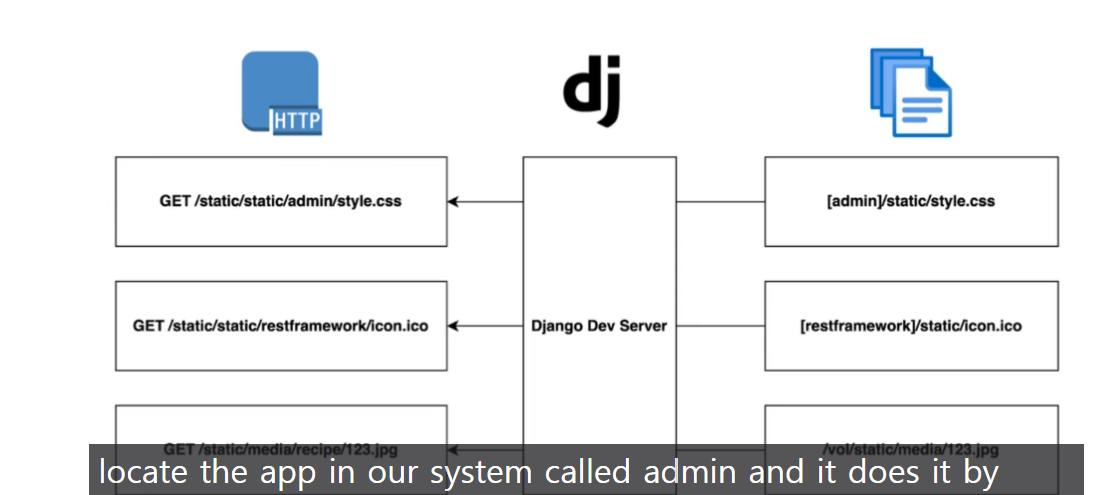 HTTP
dj
GET /static/static/admin/style.css
[admin]/static/style.css
GET /static/static/restframework/icon.ico
Django Dev Server
[restframework]/static/icon.ico
GET /static/media/recipe/123.jpg
/vol/static/media/123.jpg
locate the app in our system called admin and it does it by